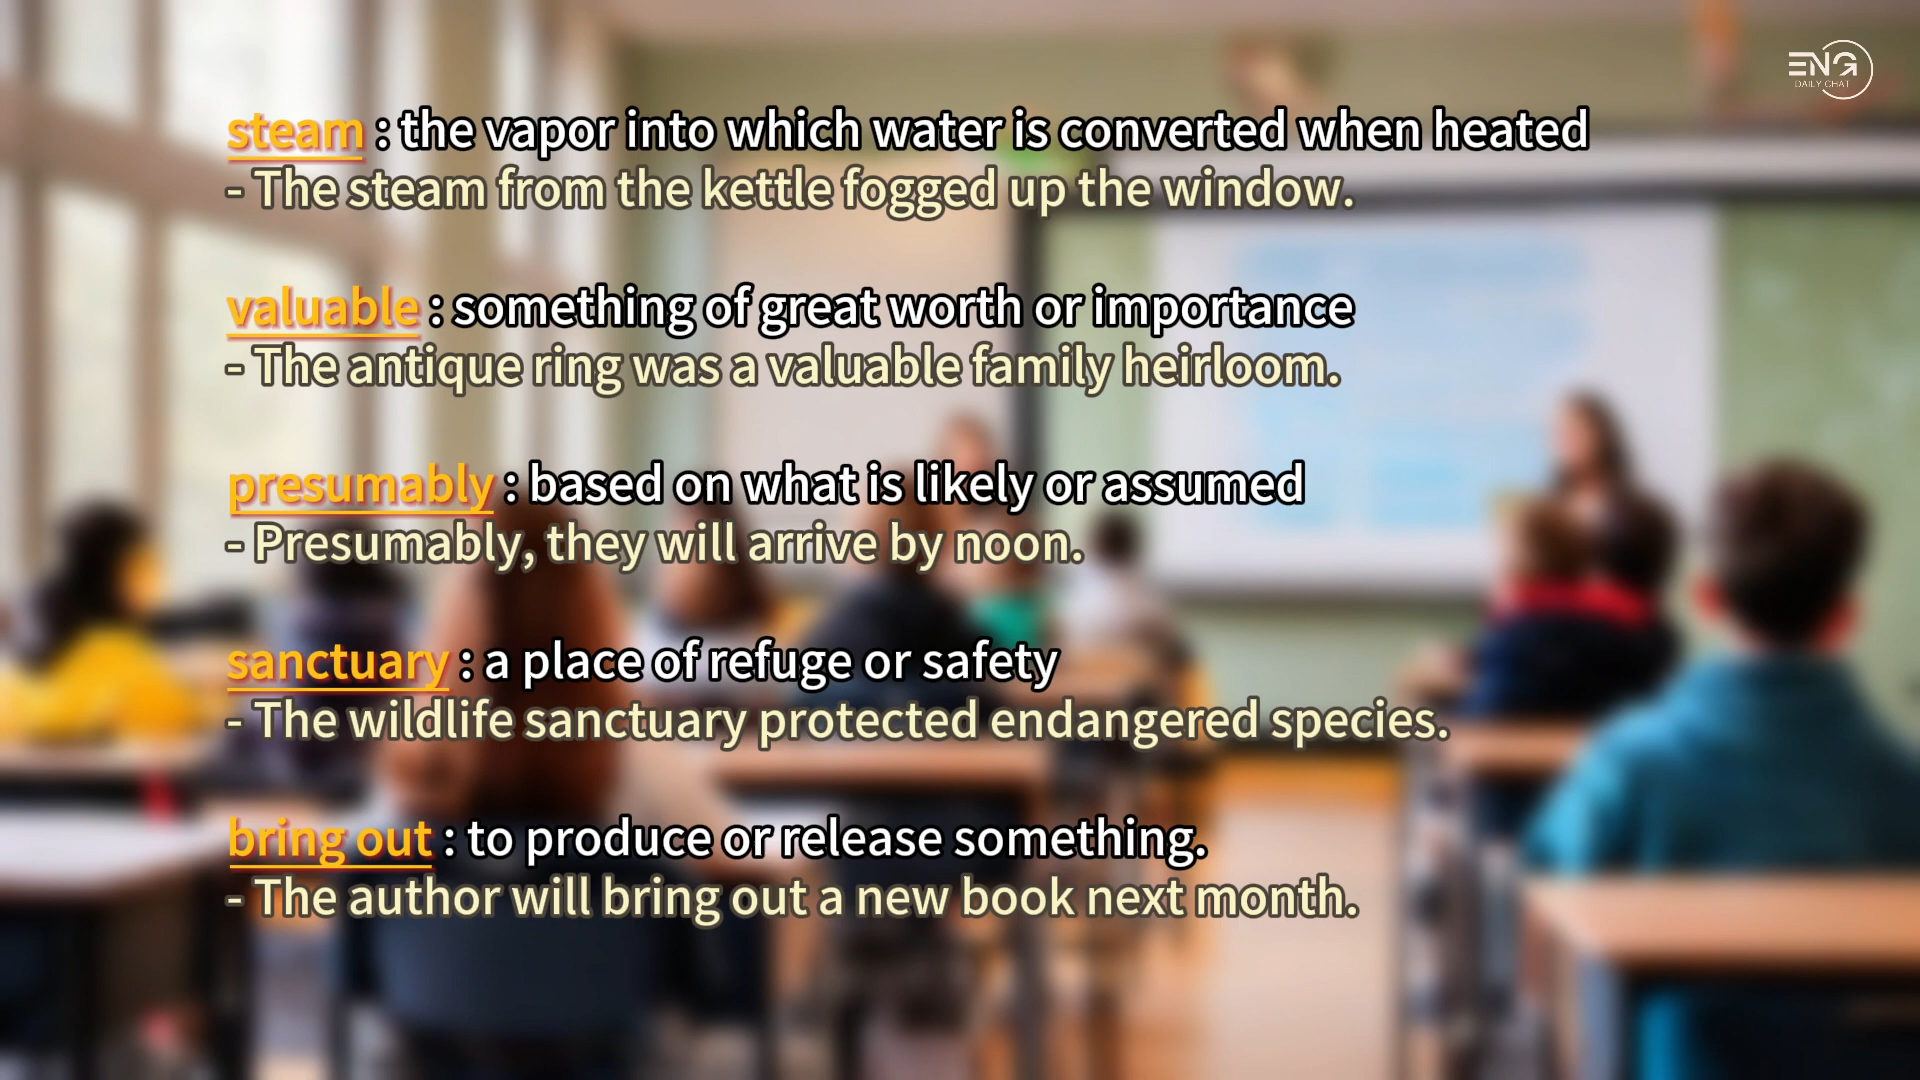 ENG
DAILY CHAT
steam : the vapor into which water is converted when heated
- The steam from the kettle fogged up the window.
valuable : something of great worth or importance
- The antique ring was a valuable family heirloom.
presumably : based on what is likely or assumed
- Presumably, they will arrive by noon.
sanctuary : a place of refuge or safety
- The wildlife sanctuary protected endangered species.
bring out : to produce or release something.
- The author will bring out a new book next month.